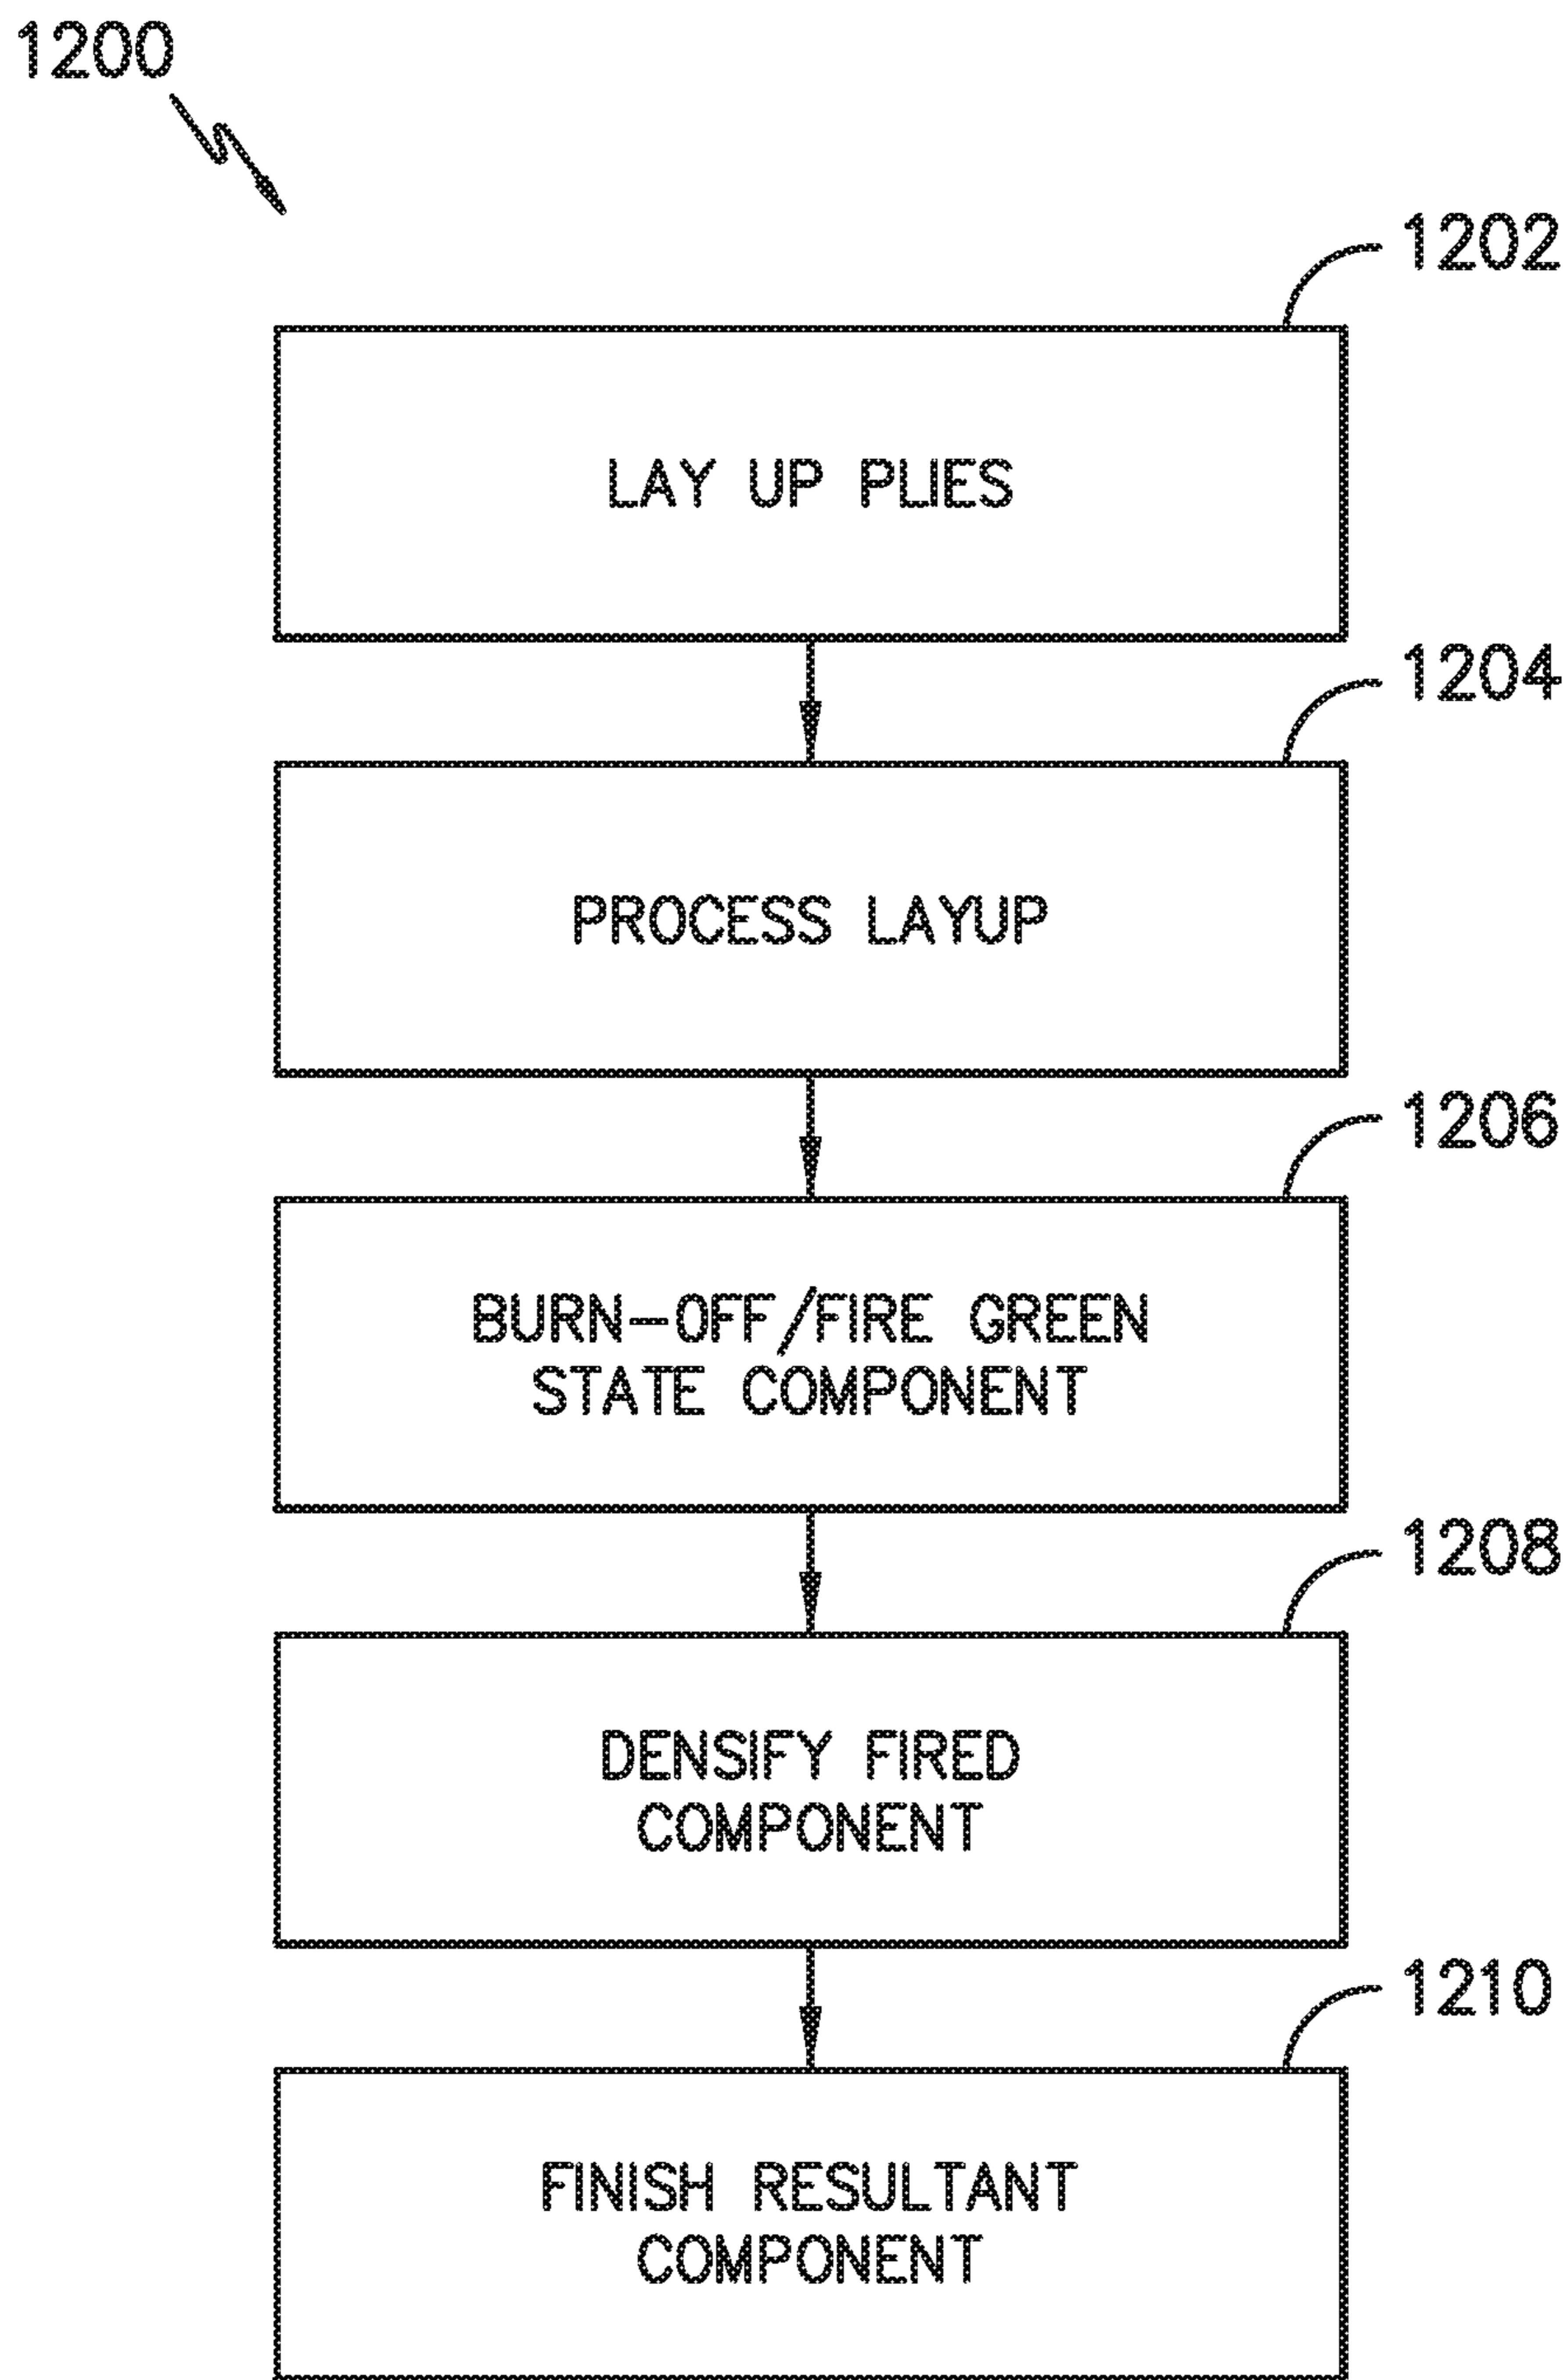 1200
1202
LAY UP PLIES
1204
PROCESS LAYUP
1206
BURN-OFF/FIRE GREEN
STATE COMPONENT
1208
DENSIFY FIRED
COMPONENT
1210
FINISH RESULTANT
COMPONENT